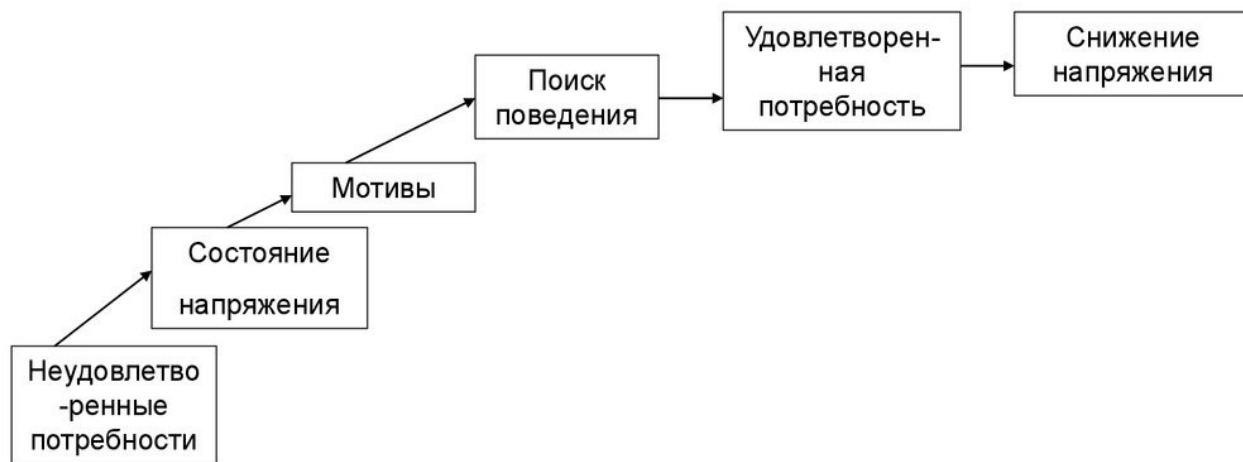 Неудовлетво
-ренные
потребности
Состояние
напряжения
Мотивы
Поиск
поведения
Удовлетворен-
ная
потребность
Снижение
напряжения